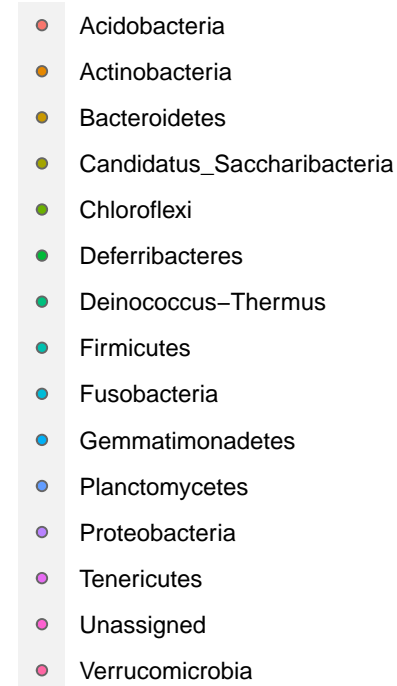 Acidobacteria
Actinobacteria
Bacteroidetes
Candidatus_Saccharibacteria
Chloroflexi
Deferribacteres
Deinococcus−Thermus
Firmicutes
Fusobacteria
Gemmatimonadetes
Planctomycetes
Proteobacteria
Tenericutes
Unassigned
Verrucomicrobia